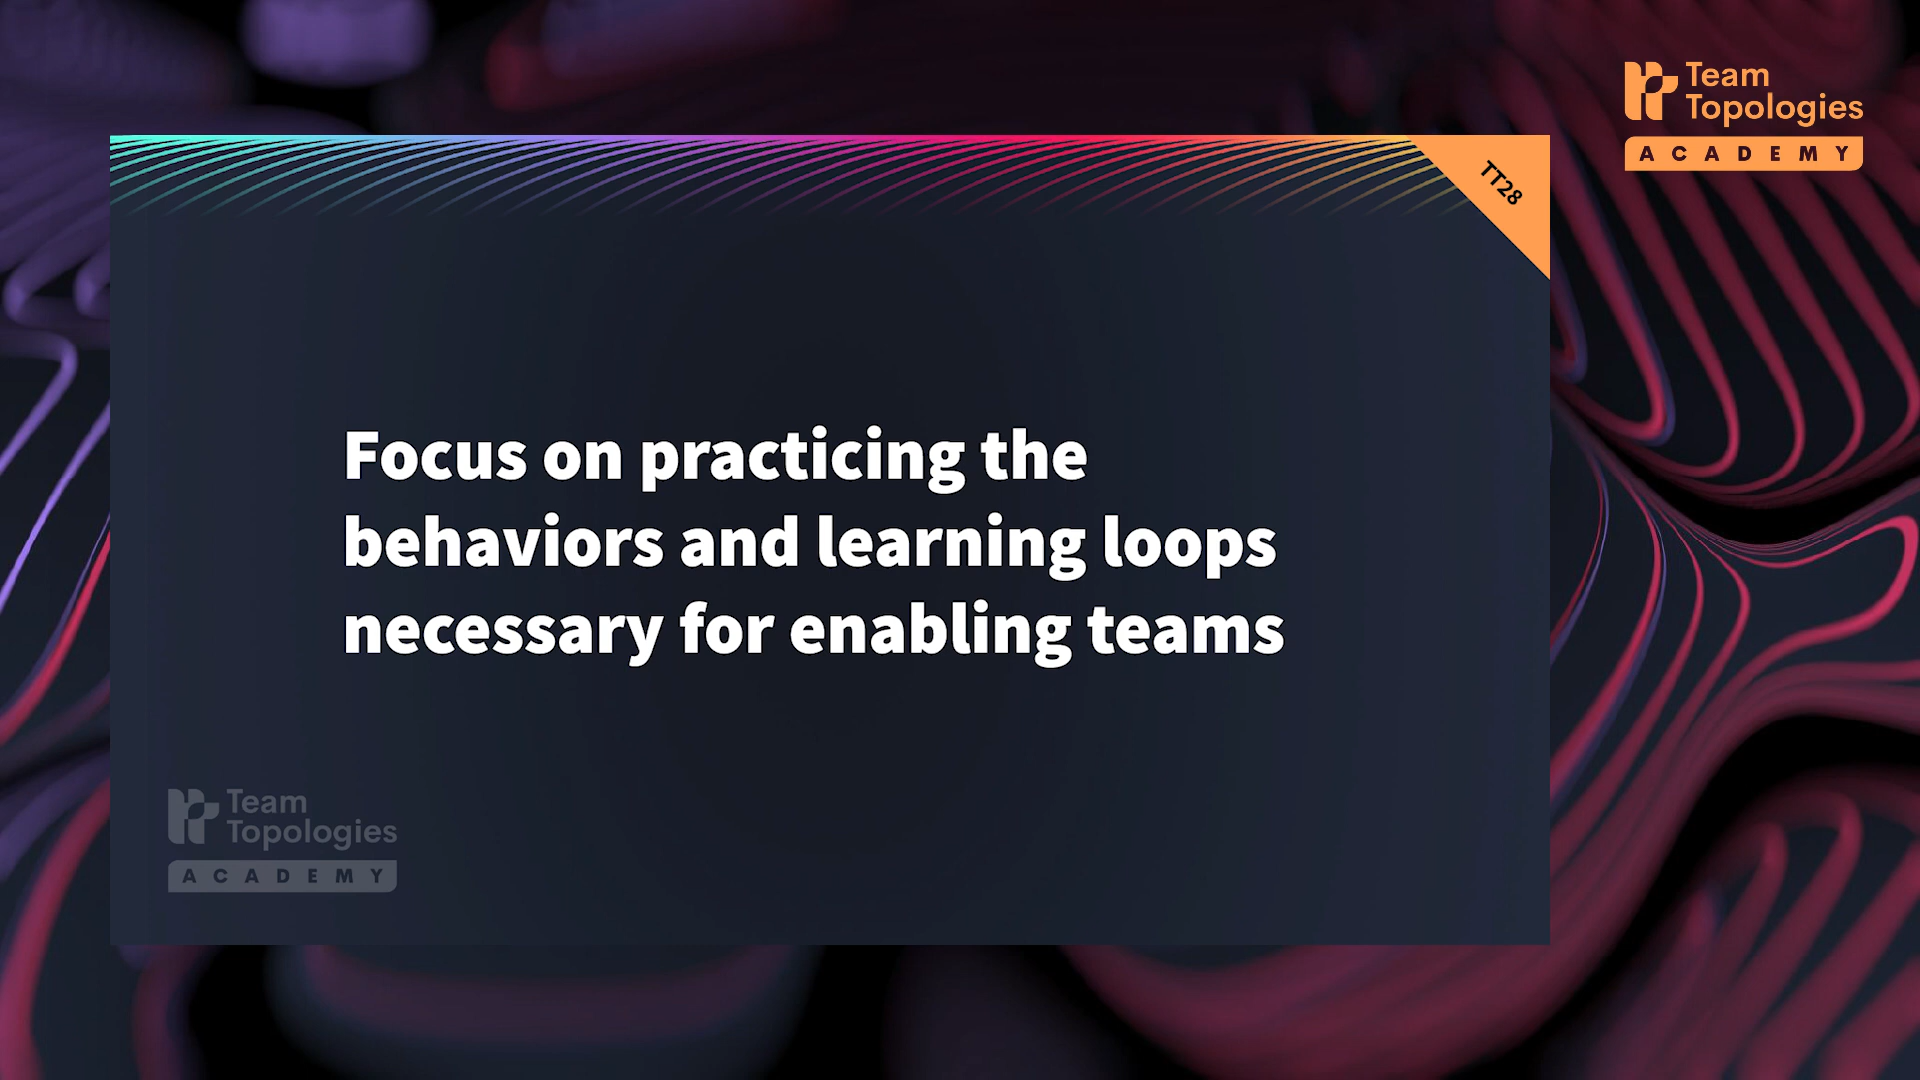 Team
Topologies
ACADEMY
TT28
Focus on practicing the
behaviors and learning loops
necessary for enabling teams
Team
Topologies
ACADEMY